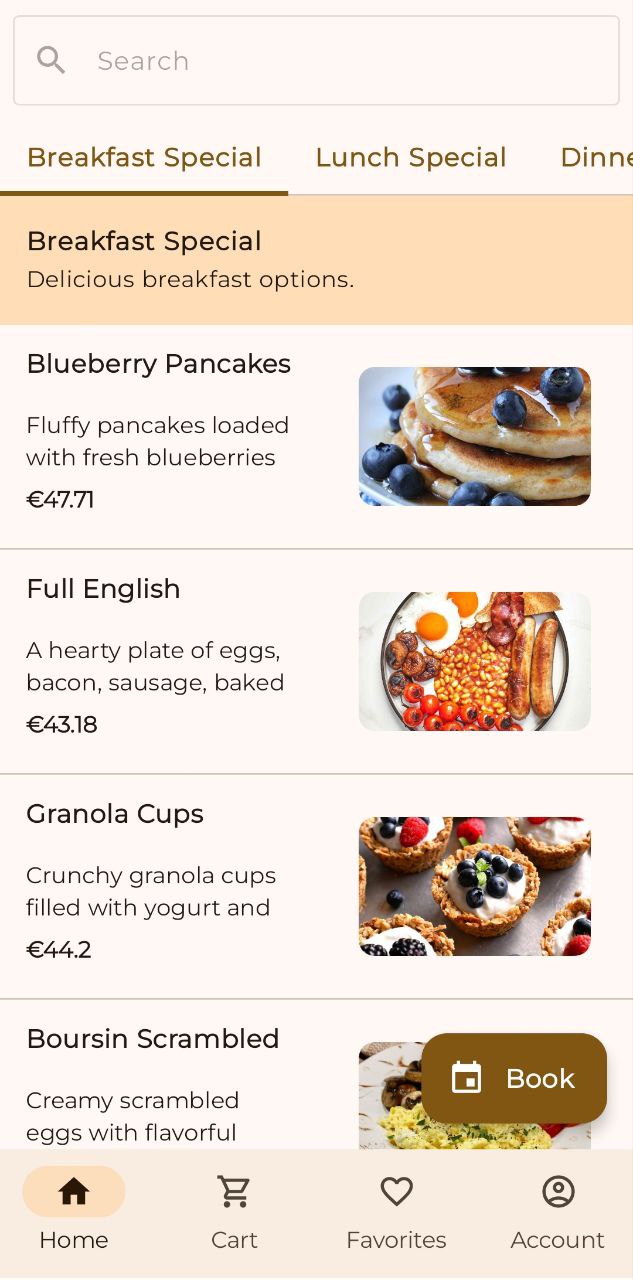 Search
Breakfast Special
Lunch Special
Dinne
Breakfast Special
Delicious breakfast options.
Blueberry Pancakes
Fluffy pancakes loaded
with fresh blueberries
€47.71
Full English
A hearty plate of eggs,
bacon, sausage, baked
€43.18
Granola Cups
Crunchy granola cups
filled with yogurt and
€44.2
Boursin Scrambled
Creamy scrambled
eggs with flavorful
Book
Home
Cart
Favorites
Account